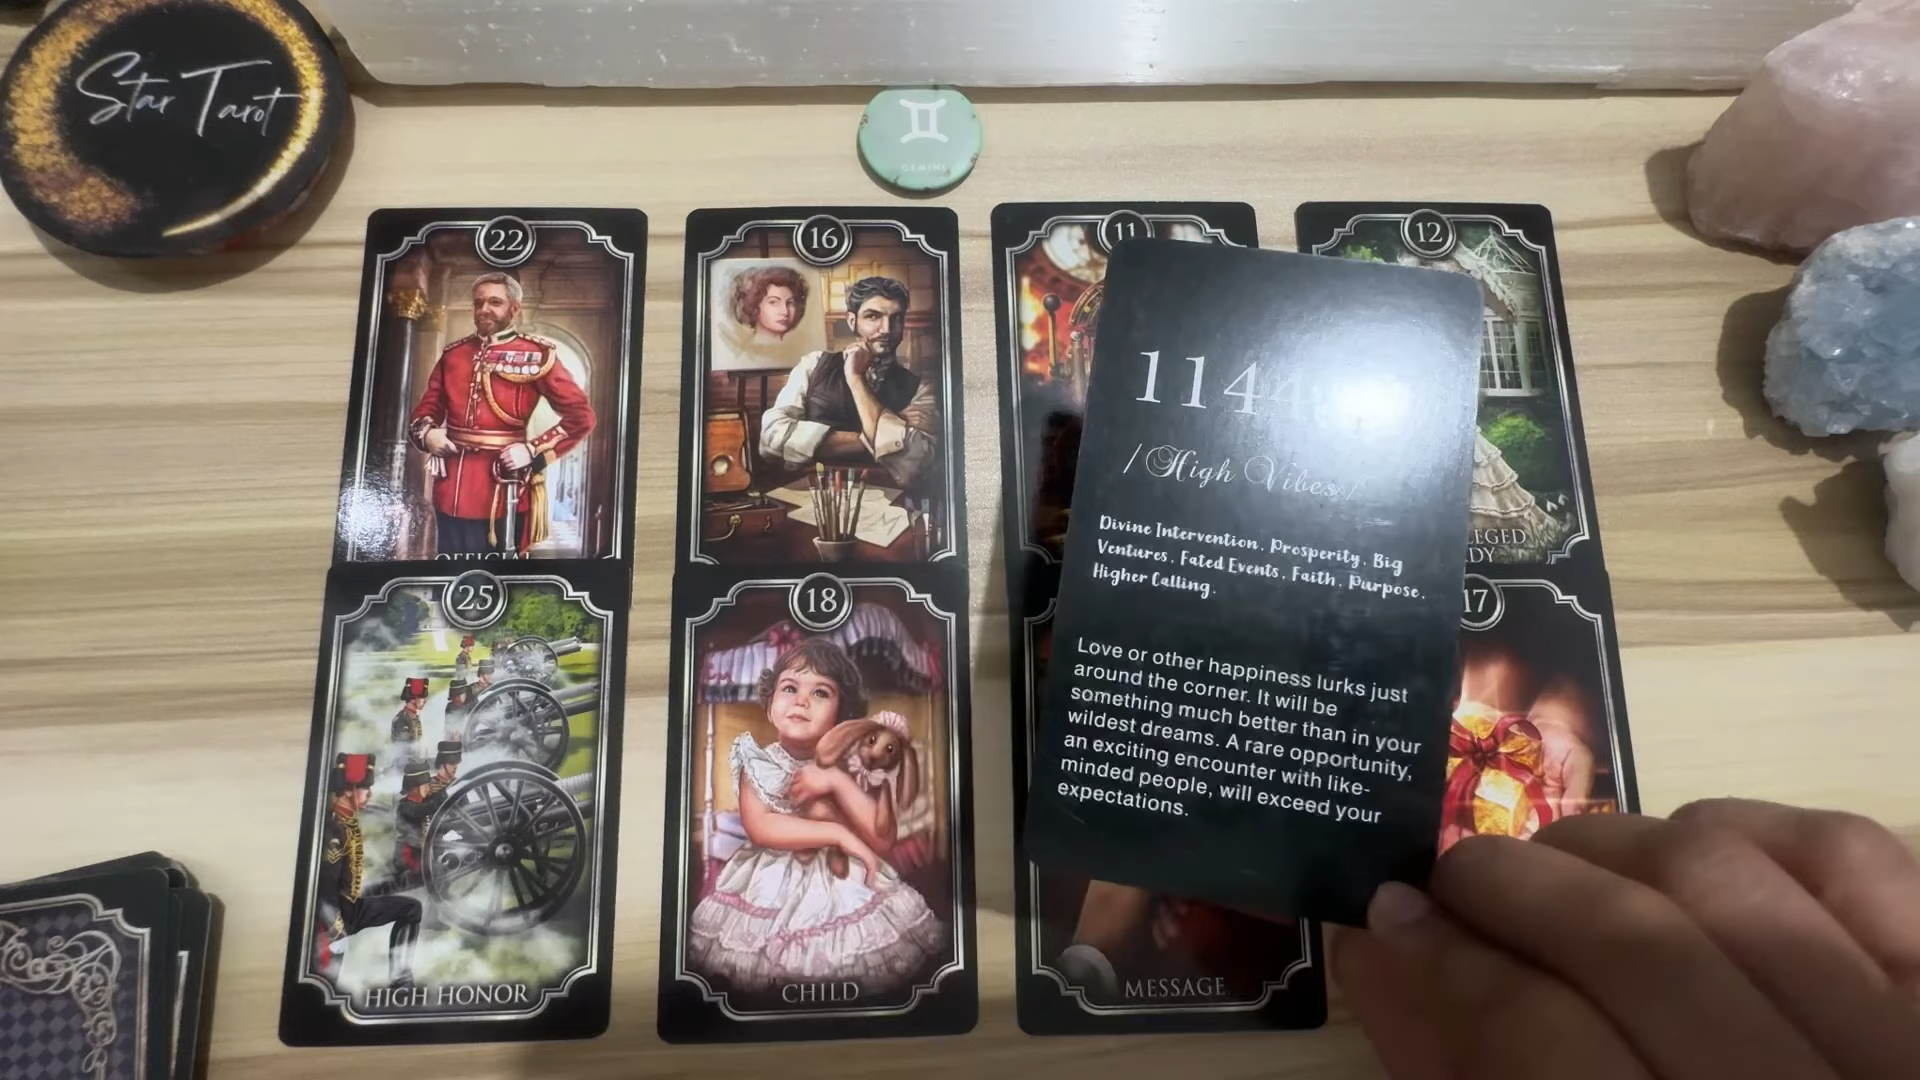 Star Tarot
GEMINI
22
16
11
12
1144
/ High Vibes /
Divine Intervention. Prosperity. Big
Ventures. Fated Events. Faith. Purpose.
Higher Calling.
Love or other happiness lurks just
around the corner. It will be
something much better than in your
wildest dreams. A rare opportunity,
an exciting encounter with like-
minded people, will exceed your
expectations.
OFFICIAL
25
18
17
HIGH HONOR
CHILD
MESSAGE